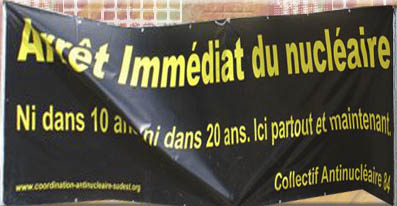 Arrêt Immédiat du nucléaire
Ni dans 10 ans ni dans 20 ans. Ici partout et maintenant.
Collectif Antinucléaire 84
www.coordination-antinucleaire-sudest.org